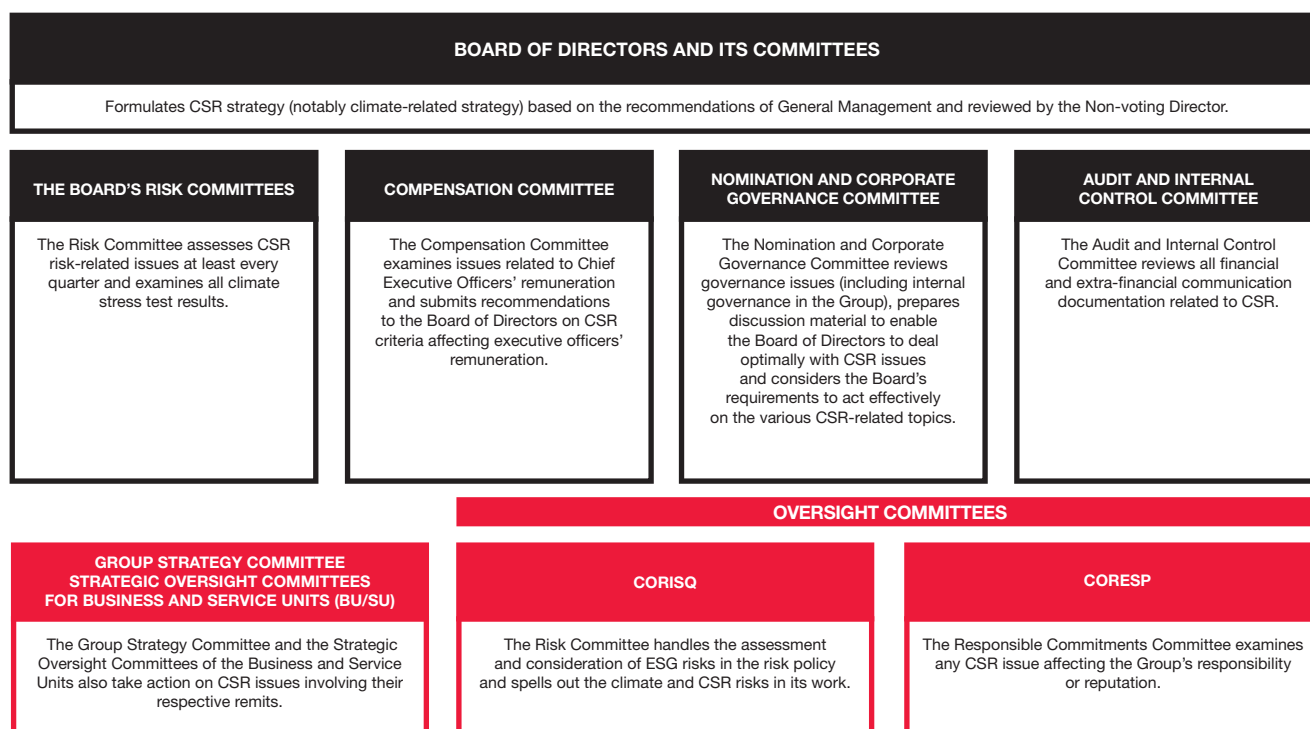 BOARD OF DIRECTORS AND ITS COMMITTEES
Formulates CSR strategy (notably climate-related strategy) based on the recommendations of General Management and reviewed by the Non-voting Director.
THE BOARD'S RISK COMMITTEES
The Risk Committee assesses CSR
risk-related issues at least every
quarter and examines all climate
stress test results.
COMPENSATION COMMITTEE
The Compensation Committee
examines issues related to Chief
Executive Officers' remuneration
and submits recommendations
to the Board of Directors on CSR
criteria affecting executive officers'
remuneration.
NOMINATION AND CORPORATE
GOVERNANCE COMMITTEE
The Nomination and Corporate
Governance Committee reviews
governance issues (including internal
governance in the Group), prepares
discussion material to enable
the Board of Directors to deal
optimally with CSR issues
and considers the Board's
requirements to act effectively
on the various CSR-related topics.
AUDIT AND INTERNAL
CONTROL COMMITTEE
The Audit and Internal Control
Committee reviews all financial
and extra-financial communication
documentation related to CSR.
OVERSIGHT COMMITTEES
GROUP STRATEGY COMMITTEE
STRATEGIC OVERSIGHT COMMITTEES
FOR BUSINESS AND SERVICE UNITS (BU/SU)
The Group Strategy Committee and the Strategic
Oversight Committees of the Business and Service
Units also take action on CSR issues involving their
respective remits.
CORISQ
The Risk Committee handles the assessment
and consideration of ESG risks in the risk policy
and spells out the climate and CSR risks in its work.
CORESP
The Responsible Commitments Committee examines
any CSR issue affecting the Group's responsibility
or reputation.